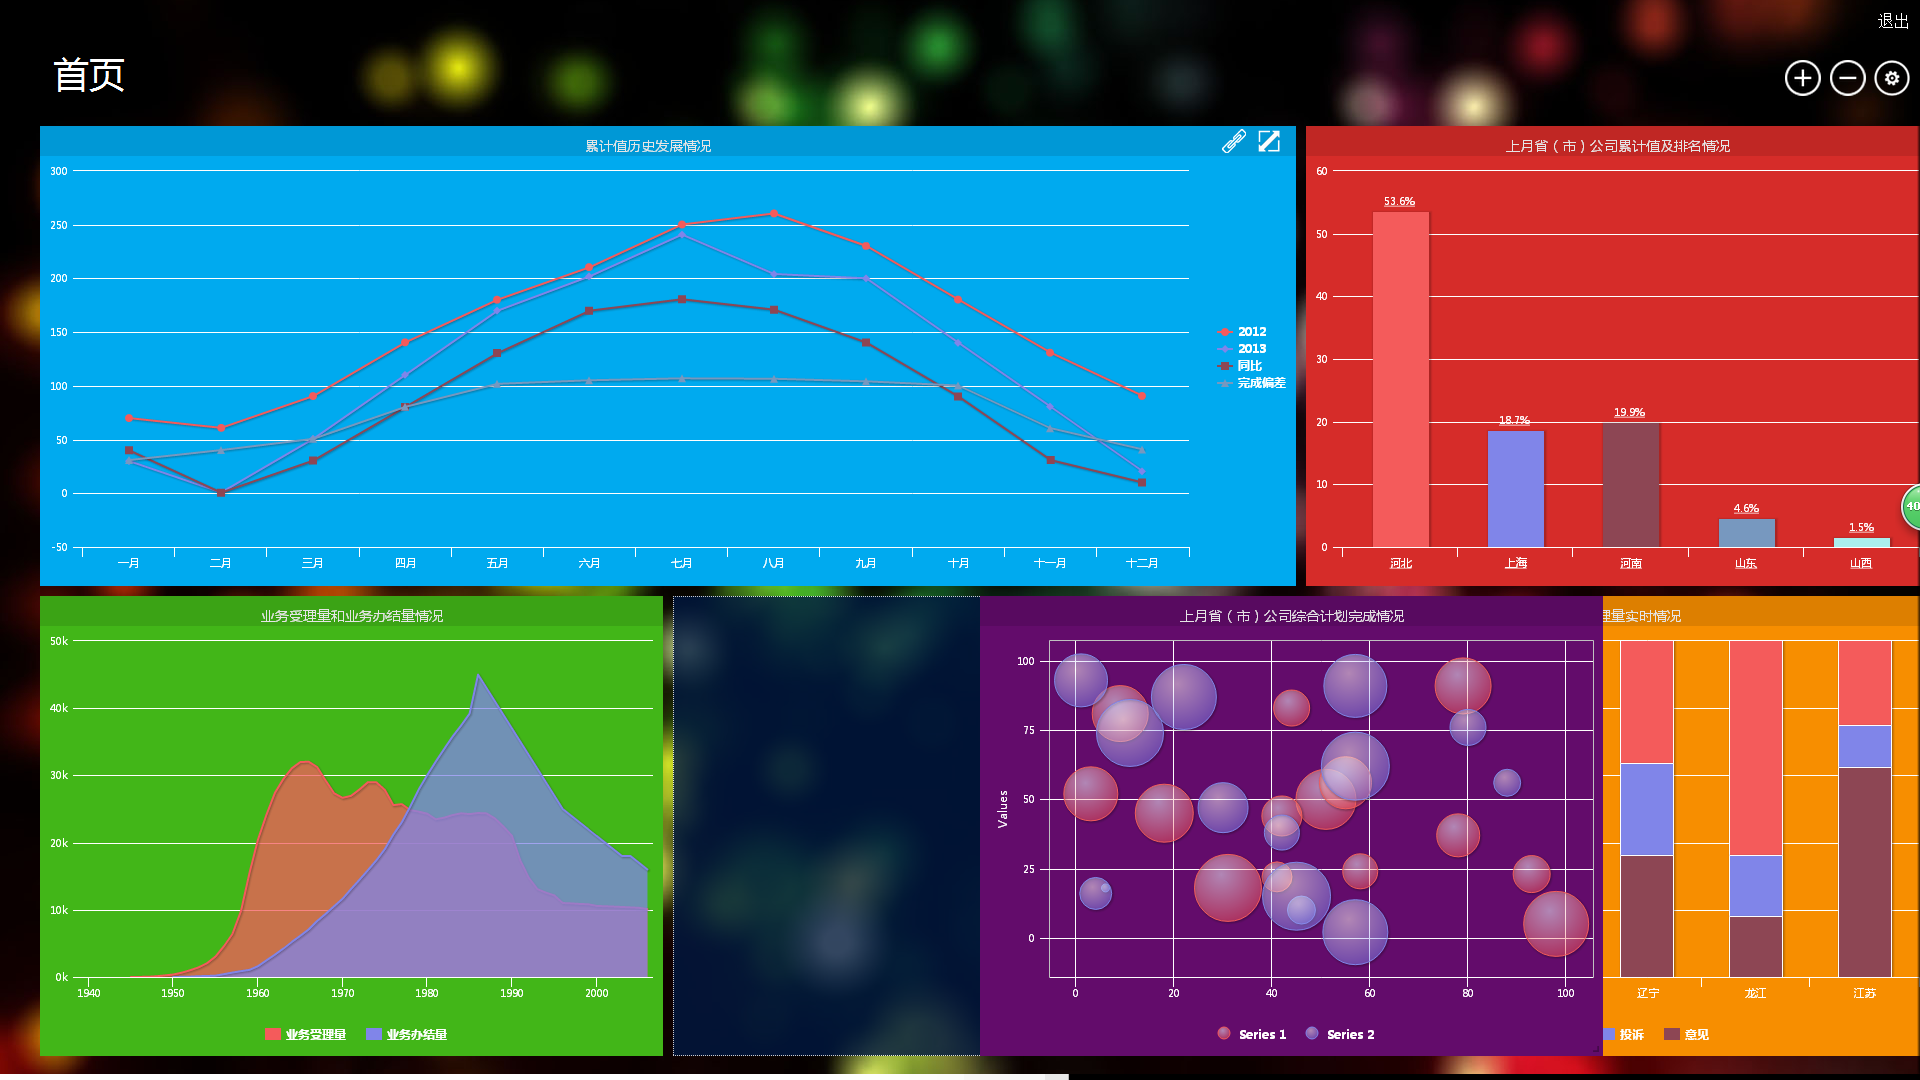 退出
首页
累计值历史发展情况
300
250
200
150
100
50
0
-50
一月 二月 三月 四月 五月 六月 七月 八月 九月 十月 十一月 十二月
2012
2013
同比
完成偏差
上月省（市）公司累计值及排名情况
60
50
40
30
20
10
0
53.6%
18.7%
19.9%
4.6%
1.5%
河北 上海 河南 山东 山西
40
业务受理量和业务办结量情况
50k
40k
30k
20k
10k
0k
1940 1950 1960 1970 1980 1990 2000
业务受理量 业务办结量
上月省（市）公司综合计划完成情况
Values
100
75
50
25
0
0 20 40 60 80 100
Series 1 Series 2
理量实时情况
辽宁 龙江 江苏
投诉 意见